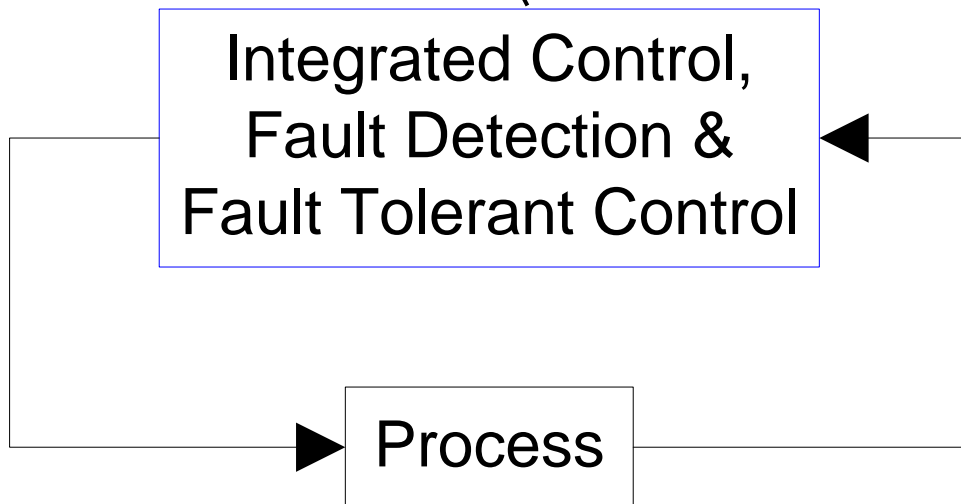 Integrated Control,
Fault Detection &
Fault Tolerant Control
Process